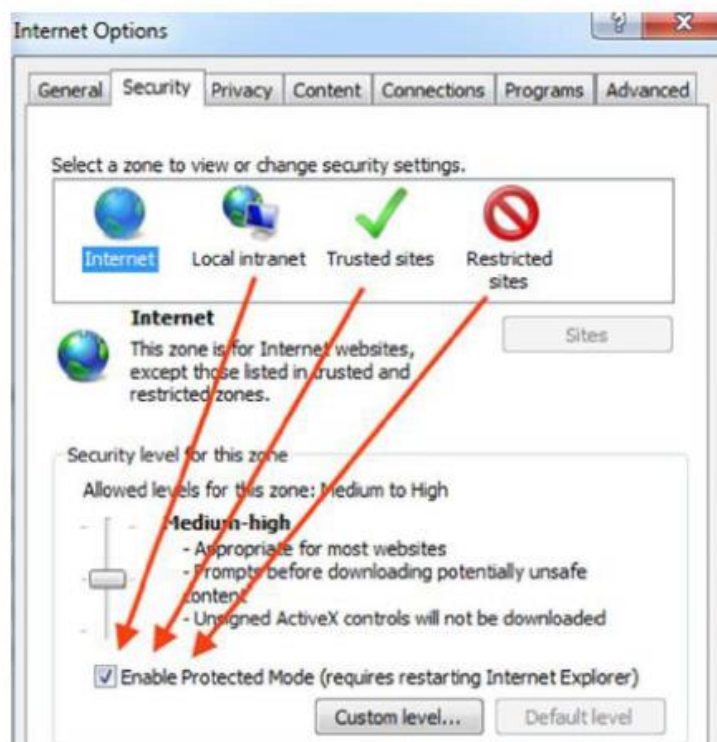 Internet Options
General Security Privacy Content Connections Programs Advanced
Select a zone to view or change security settings.
Internet Local intranet Trusted sites Restricted
sites
Internet
Sites
This zone is for Internet websites,
except those listed in trusted and
restricted zones.
Security level for this zone
Allowed levels for this zone: Medium to High
Medium-high
- Appropriate for most websites
- Prompts before downloading potentially unsafe
content
- Unsigned ActiveX controls will not be downloaded
Enable Protected Mode (requires restarting Internet Explorer)
Custom level... Default level